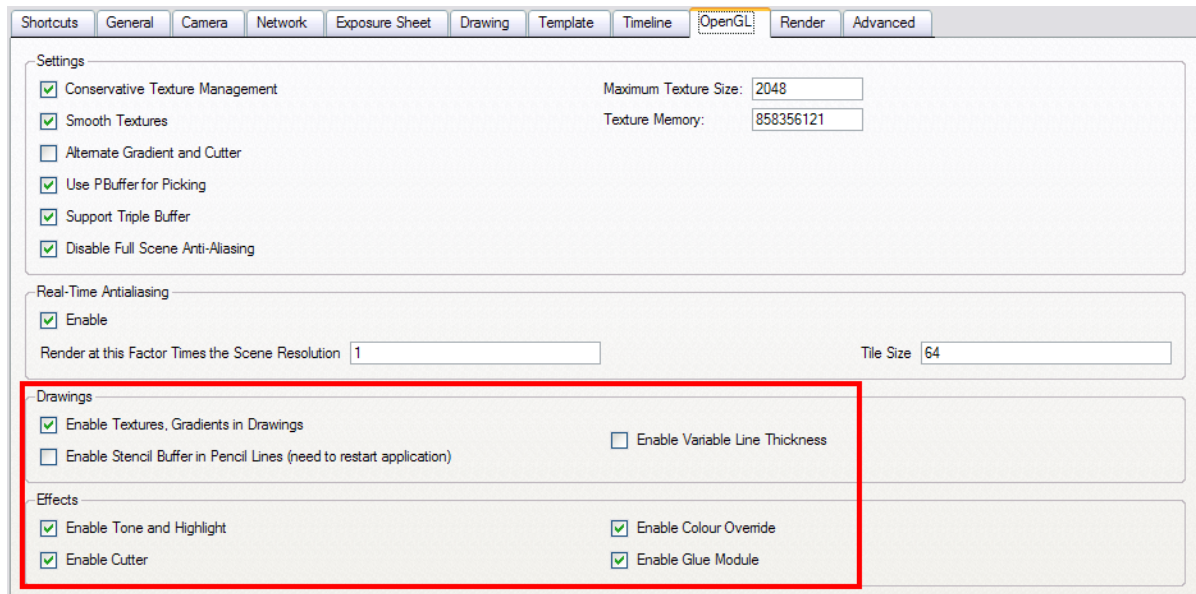 Shortcuts General Camera Network Exposure Sheet Drawing Template Timeline OpenGL Render Advanced
Settings
Conservative Texture Management Maximum Texture Size: 2048
Smooth Textures Texture Memory: 858356121
Alternate Gradient and Cutter
Use PBuffer for Picking
Support Triple Buffer
Disable Full Scene Anti-Aliasing
Real-Time Antialiasing
Enable
Render at this Factor Times the Scene Resolution 1 Tile Size 64
Drawings
Enable Textures, Gradients in Drawings
Enable Variable Line Thickness
Enable Stencil Buffer in Pencil Lines (need to restart application)
Effects
Enable Tone and Highlight Enable Colour Override
Enable Cutter Enable Glue Module